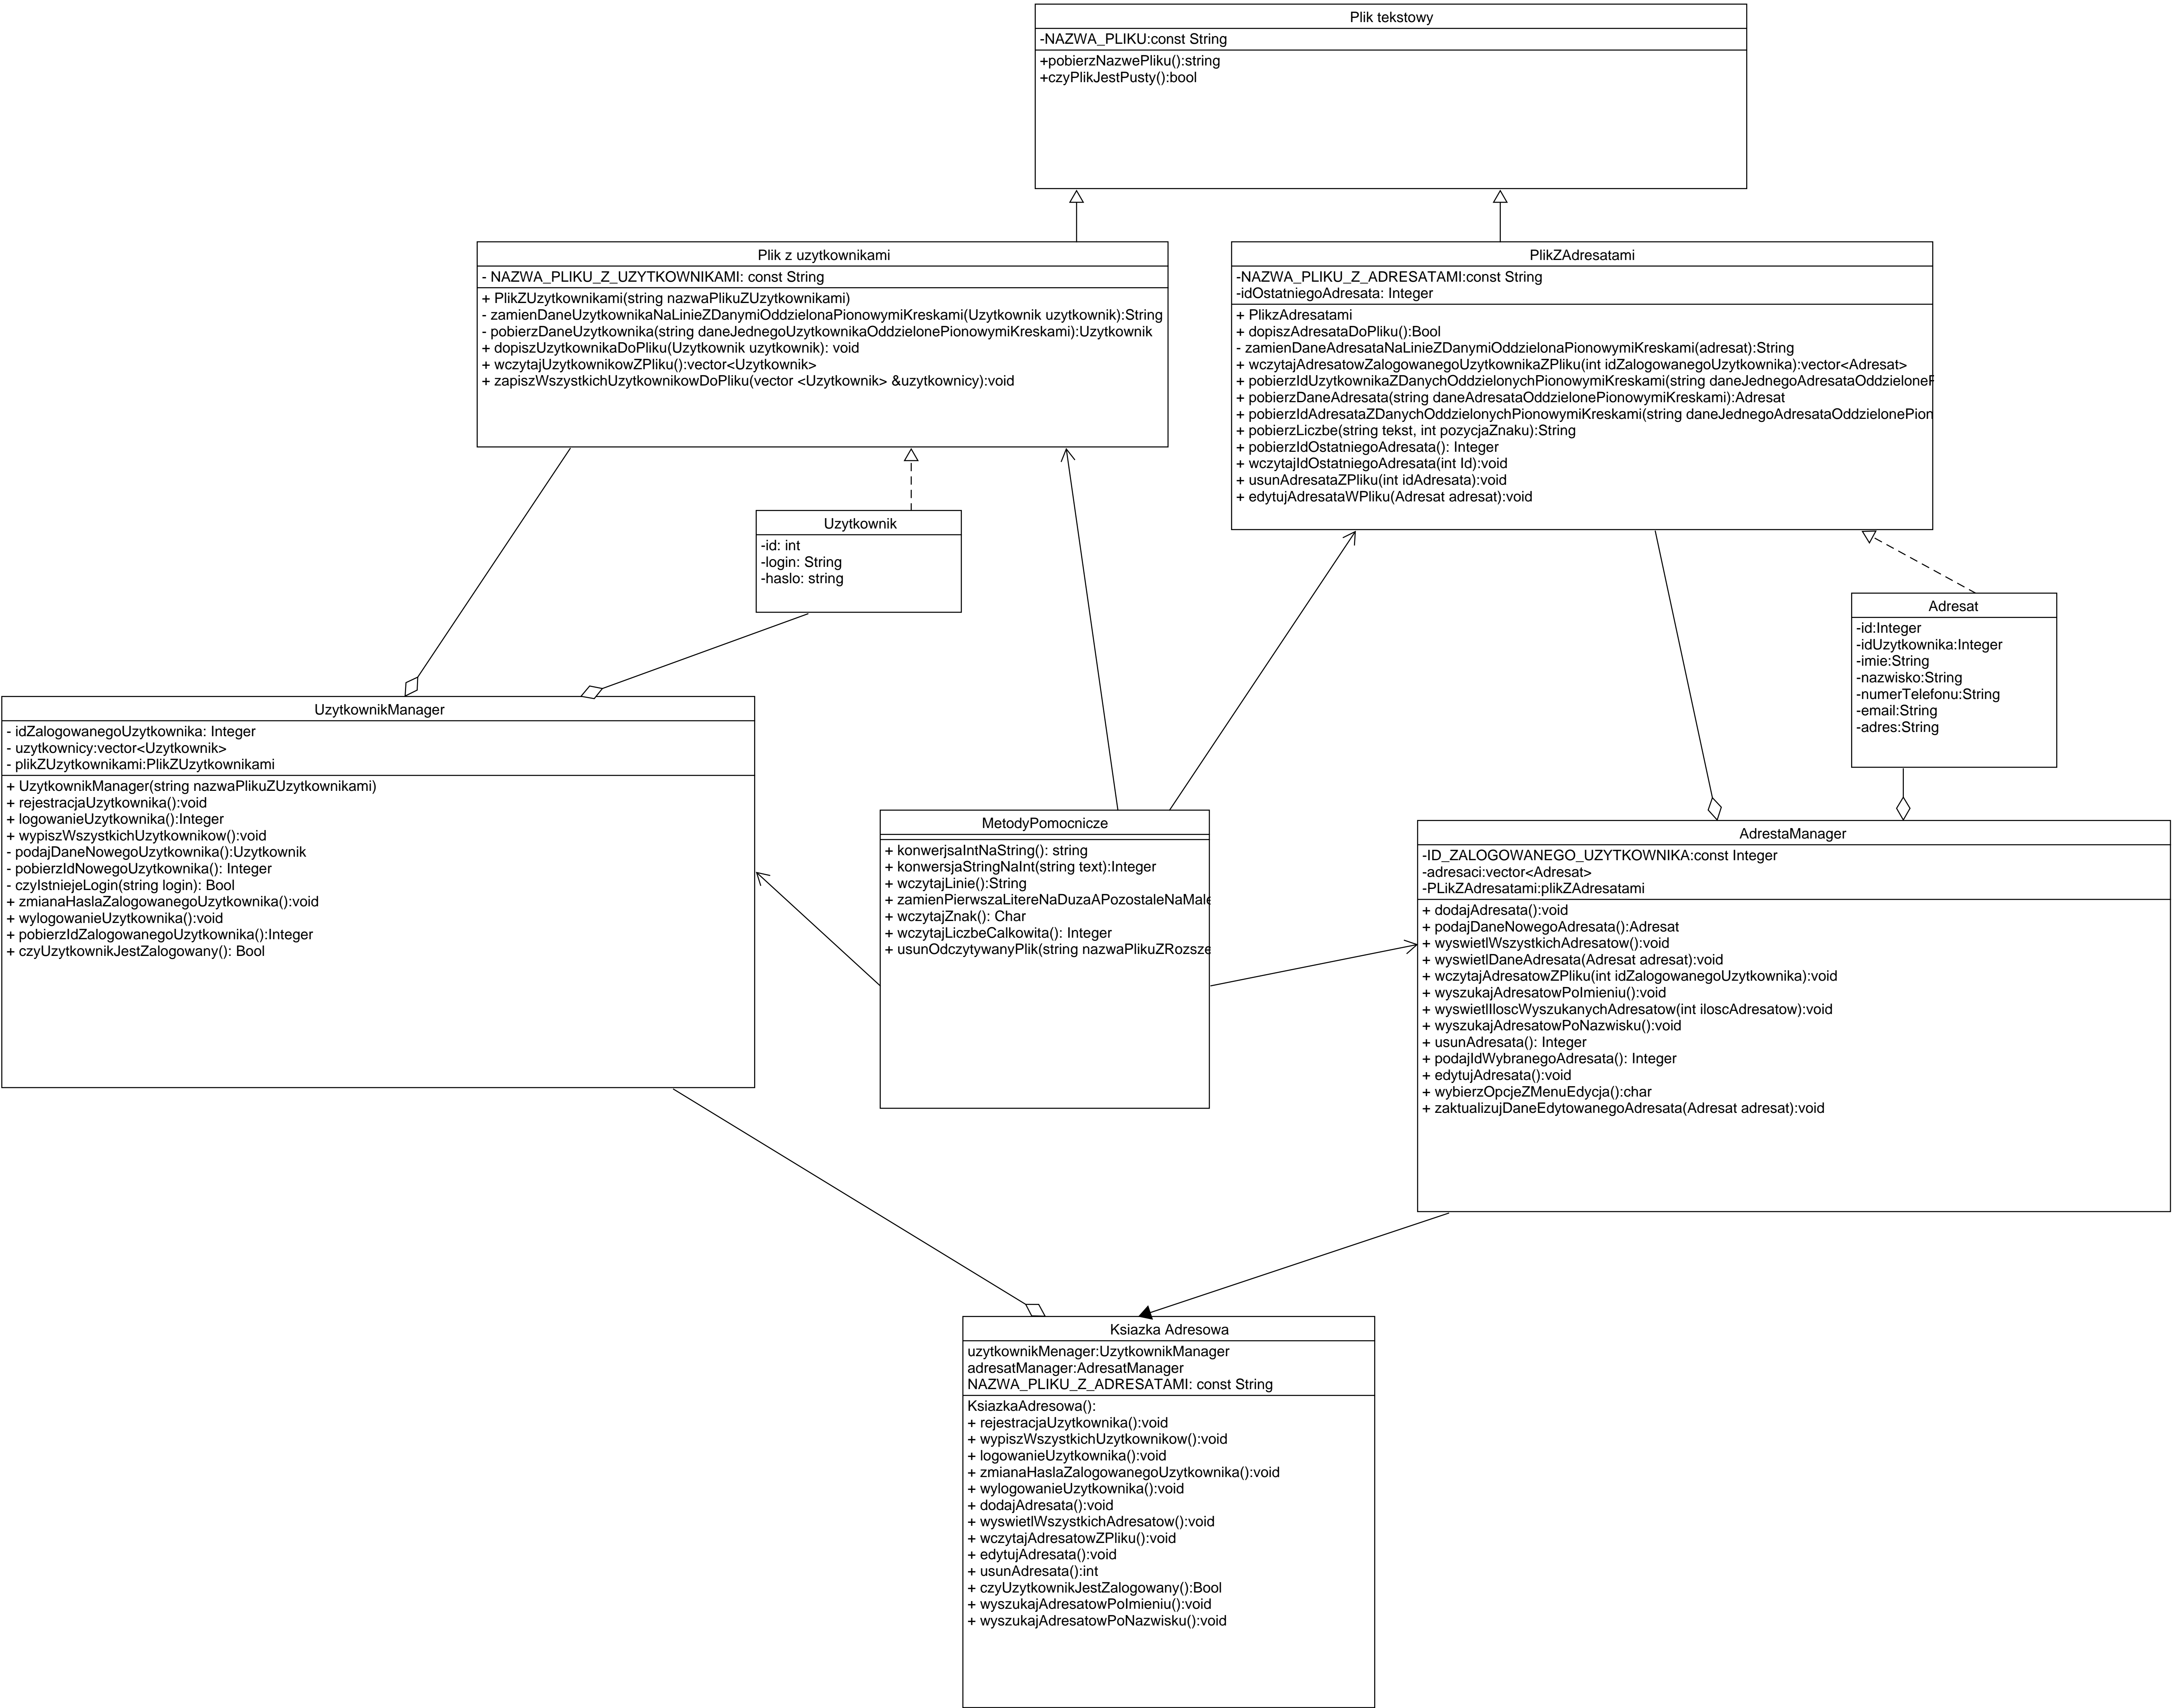 Plik tekstowy
-NAZWA_PLIKU:const String
+pobierzNazwePliku():string
+czyPlikJestPusty():bool
Plik z uzytkownikami
- NAZWA_PLIKU_Z_UZYTKOWNIKAMI: const String
+ PlikZUzytkownikami(string nazwaPlikuZUzytkownikami)
- zamienDaneUzytkownikaNaLinieZDanymiOddzielonaPionowymiKreskami(Uzytkownik uzytkownik):String
- pobierzDaneUzytkownika(string daneJednegoUzytkownikaOddzielonePionowymiKreskami):Uzytkownik
+ dopiszUzytkownikaDoPliku(Uzytkownik uzytkownik): void
+ wczytajUzytkownikowZPliku():vector<Uzytkownik>
+ zapiszWszystkichUzytkownikowDoPliku(vector <Uzytkownik> &uzytkownicy):void
PlikZAdresatami
-NAZWA_PLIKU_Z_ADRESATAMI:const String
-idOstatniegoAdresata: Integer
+ PlikzAdresatami
+ dopiszAdresataDoPliku():Bool
- zamienDaneAdresataNaLinieZDanymiOddzielonaPionowymiKreskami(adresat):String
+ wczytajAdresatowZalogowanegoUzytkownikaZPliku(int idZalogowanegoUzytkownika):vector<Adresat>
+ pobierzIdUzytkownikaZDanychOddzielonychPionowymiKreskami(string daneJednegoAdresataOddzieloneP
+ pobierzDaneAdresata(string daneAdresataOddzielonePionowymiKreskami):Adresat
+ pobierzIdAdresataZDanychOddzielonychPionowymiKreskami(string daneJednegoAdresataOddzielonePion
+ pobierzLiczbe(string tekst, int pozycjaZnaku):String
+ pobierzIdOstatniegoAdresata(): Integer
+ wczytajIdOstatniegoAdresata(int Id):void
+ usunAdresataZPliku(int idAdresata):void
+ edytujAdresataWPliku(Adresat adresat):void
Uzytkownik
-id: int
-login: String
-haslo: string
Adresat
-id:Integer
-idUzytkownika:Integer
-imie:String
-nazwisko:String
-numerTelefonu:String
-email:String
-adres:String
UzytkownikManager
- idZalogowanegoUzytkownika: Integer
- uzytkownicy:vector<Uzytkownik>
- plikZUzytkownikami:PlikZUzytkownikami
+ UzytkownikManager(string nazwaPlikuZUzytkownikami)
+ rejestracjaUzytkownika():void
+ logowanieUzytkownika():Integer
+ wypiszWszystkichUzytkownikow():void
- podajDaneNowegoUzytkownika():Uzytkownik
- pobierzIdNowegoUzytkownika(): Integer
- czyIstniejeLogin(string login): Bool
+ zmianaHaslaZalogowanegoUzytkownika():void
+ wylogowanieUzytkownika():void
+ pobierzIdZalogowanegoUzytkownika():Integer
+ czyUzytkownikJestZalogowany(): Bool
MetodyPomocnicze
+ konwerjsaIntNaString(): string
+ konwersjaStringNaInt(string text):Integer
+ wczytajLinie():String
+ zamienPierwszaLitereNaDuzaAPozostaleNaMale
+ wczytajZnak(): Char
+ wczytajLiczbeCalkowita(): Integer
+ usunOdczytywanyPlik(string nazwaPlikuZRozsze
AdrestaManager
-ID_ZALOGOWANEGO_UZYTKOWNIKA:const Integer
-adresaci:vector<Adresat>
-PLikZAdresatami:plikZAdresatami
+ dodajAdresata():void
+ podajDaneNowegoAdresata():Adresat
+ wyswietlWszystkichAdresatow():void
+ wyswietlDaneAdresata(Adresat adresat):void
+ wczytajAdresatowZPliku(int idZalogowanegoUzytkownika):void
+ wyszukajAdresatowPoImieniu():void
+ wyswietlIloscWyszukanychAdresatow(int iloscAdresatow):void
+ wyszukajAdresatowPoNazwisku():void
+ usunAdresata(): Integer
+ podajIdWybranegoAdresata(): Integer
+ edytujAdresata():void
+ wybierzOpcjeZMenuEdycja():char
+ zaktualizujDaneEdytowanegoAdresata(Adresat adresat):void
Ksiazka Adresowa
uzytkownikMenager:UzytkownikManager
adresatManager:AdresatManager
NAZWA_PLIKU_Z_ADRESATAMI: const String
KsiazkaAdresowa():
+ rejestracjaUzytkownika():void
+ wypiszWszystkichUzytkownikow():void
+ logowanieUzytkownika():void
+ zmianaHaslaZalogowanegoUzytkownika():void
+ wylogowanieUzytkownika():void
+ dodajAdresata():void
+ wyswietlWszystkichAdresatow():void
+ wczytajAdresatowZPliku():void
+ edytujAdresata():void
+ usunAdresata():int
+ czyUzytkownikJestZalogowany():Bool
+ wyszukajAdresatowPoImieniu():void
+ wyszukajAdresatowPoNazwisku():void